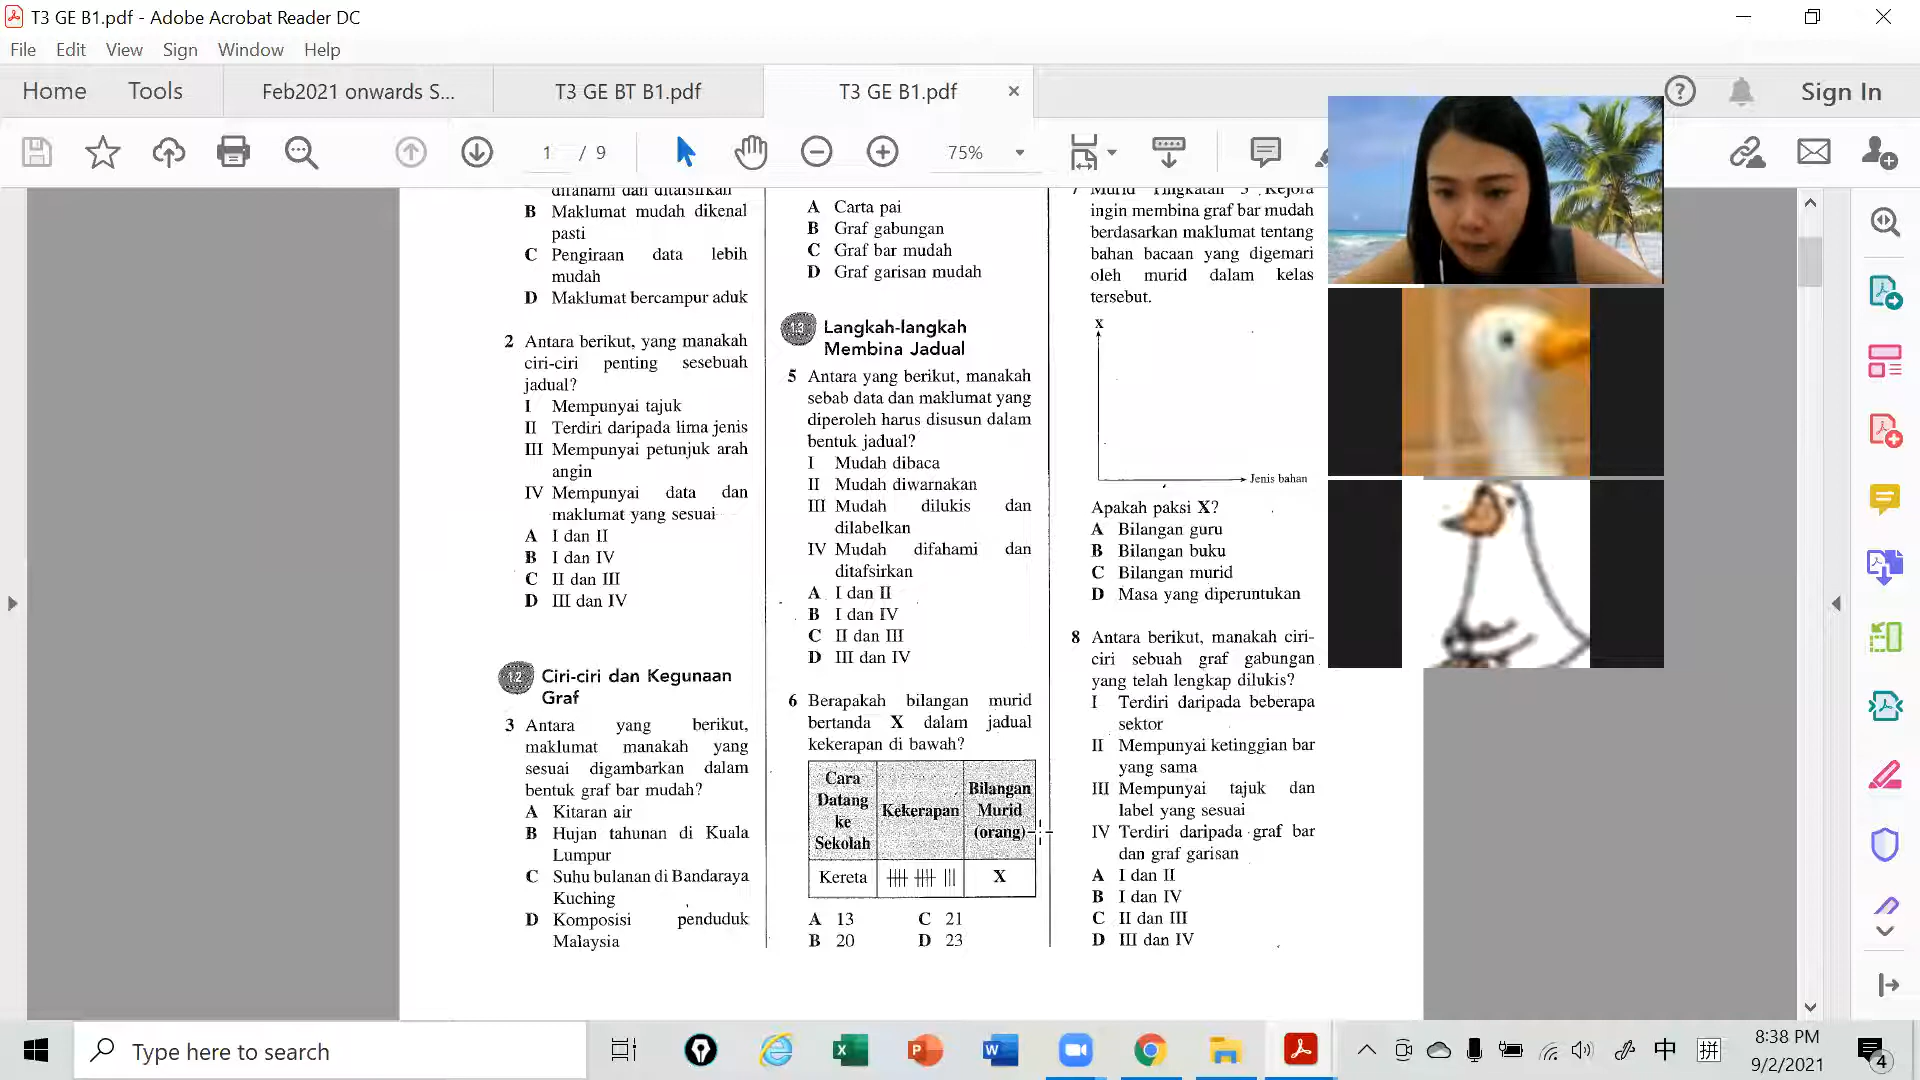 T3 GE B1.pdf - Adobe Acrobat Reader DC
File Edit View Sign Window Help
Home Tools Feb2021 onwards S... T3 GE BT B1.pdf T3 GE B1.pdf × Sign In
1 / 9 75%
difahami dan ditafsirkan
B Maklumat mudah dikenal
pasti
C Pengiraan data lebih
mudah
D Maklumat bercampur aduk
2 Antara berikut, yang manakah
ciri-ciri penting sesebuah
jadual?
I Mempunyai tajuk
II Terdiri daripada lima jenis
III Mempunyai petunjuk arah
angin
IV Mempunyai data dan
maklumat yang sesuai
A I dan II
B I dan IV
C II dan III
D III dan IV
12 Ciri-ciri dan Kegunaan
Graf
3 Antara yang berikut,
maklumat manakah yang
sesuai digambarkan dalam
bentuk graf bar mudah?
A Kitaran air
B Hujan tahunan di Kuala
Lumpur
C Suhu bulanan di Bandaraya
Kuching
D Komposisi penduduk
Malaysia
A Carta pai
B Graf gabungan
C Graf bar mudah
D Graf garisan mudah
13 Langkah-langkah
Membina Jadual
5 Antara yang berikut, manakah
sebab data dan maklumat yang
diperoleh harus disusun dalam
bentuk jadual?
I Mudah dibaca
II Mudah diwarnakan
III Mudah dilukis dan
dilabelkan
IV Mudah difahami dan
ditafsirkan
A I dan II
B I dan IV
C II dan III
D III dan IV
6 Berapakah bilangan murid
bertanda X dalam jadual
kekerapan di bawah?
Cara
Datang
ke
Sekolah
Kekerapan
Bilangan
Murid
(orang)
Kereta X
A 13 C 21
B 20 D 23
7 Murid Tingkatan 3 Kejora
ingin membina graf bar mudah
berdasarkan maklumat tentang
bahan bacaan yang digemari
oleh murid dalam kelas
tersebut.
X
Jenis bahan
Apakah paksi X?
A Bilangan guru
B Bilangan buku
C Bilangan murid
D Masa yang diperuntukan
8 Antara berikut, manakah ciri-
ciri sebuah graf gabungan
yang telah lengkap dilukis?
I Terdiri daripada beberapa
sektor
II Mempunyai ketinggian bar
yang sama
III Mempunyai tajuk dan
label yang sesuai
IV Terdiri daripada graf bar
dan graf garisan
A I dan II
B I dan IV
C II dan III
D III dan IV
Type here to search
中 拼
8:38 PM
9/2/2021
4